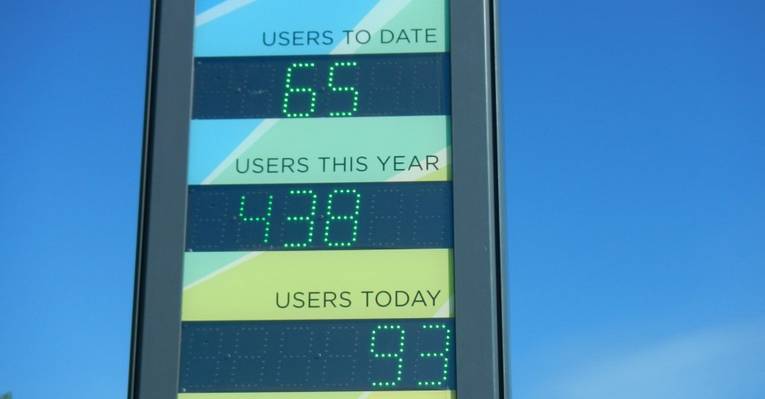 USERS TO DATE
65
USERS THIS YEAR
438
USERS TODAY
93